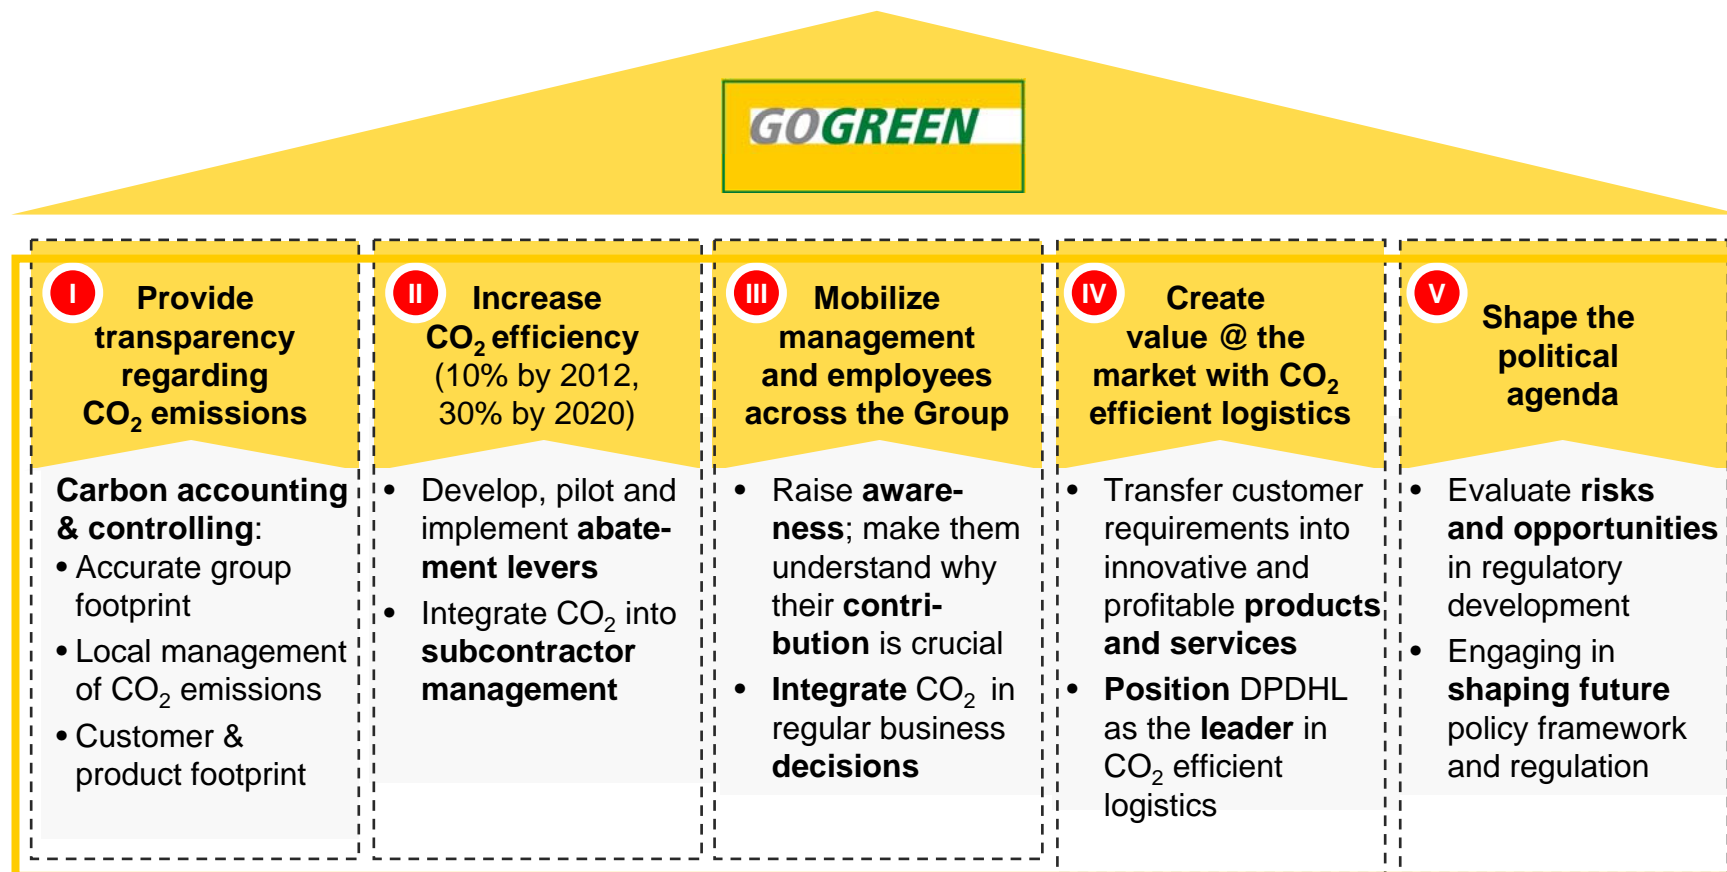 GOGREEN
I
Provide
transparency
regarding
CO₂ emissions
Carbon accounting
& controlling:
• Accurate group
footprint
• Local management
of CO₂ emissions
• Customer &
product footprint
II
Increase
CO₂ efficiency
(10% by 2012,
30% by 2020)
• Develop, pilot and
implement abate-
ment levers
• Integrate CO₂ into
subcontractor
management
III
Mobilize
management
and employees
across the Group
• Raise aware-
ness; make them
understand why
their contri-
bution is crucial
• Integrate CO₂ in
regular business
decisions
IV
Create
value @ the
market with CO₂
efficient logistics
• Transfer customer
requirements into
innovative and
profitable products
and services
• Position DPDHL
as the leader in
CO₂ efficient
logistics
V
Shape the
political
agenda
• Evaluate risks
and opportunities
in regulatory
development
• Engaging in
shaping future
policy framework
and regulation